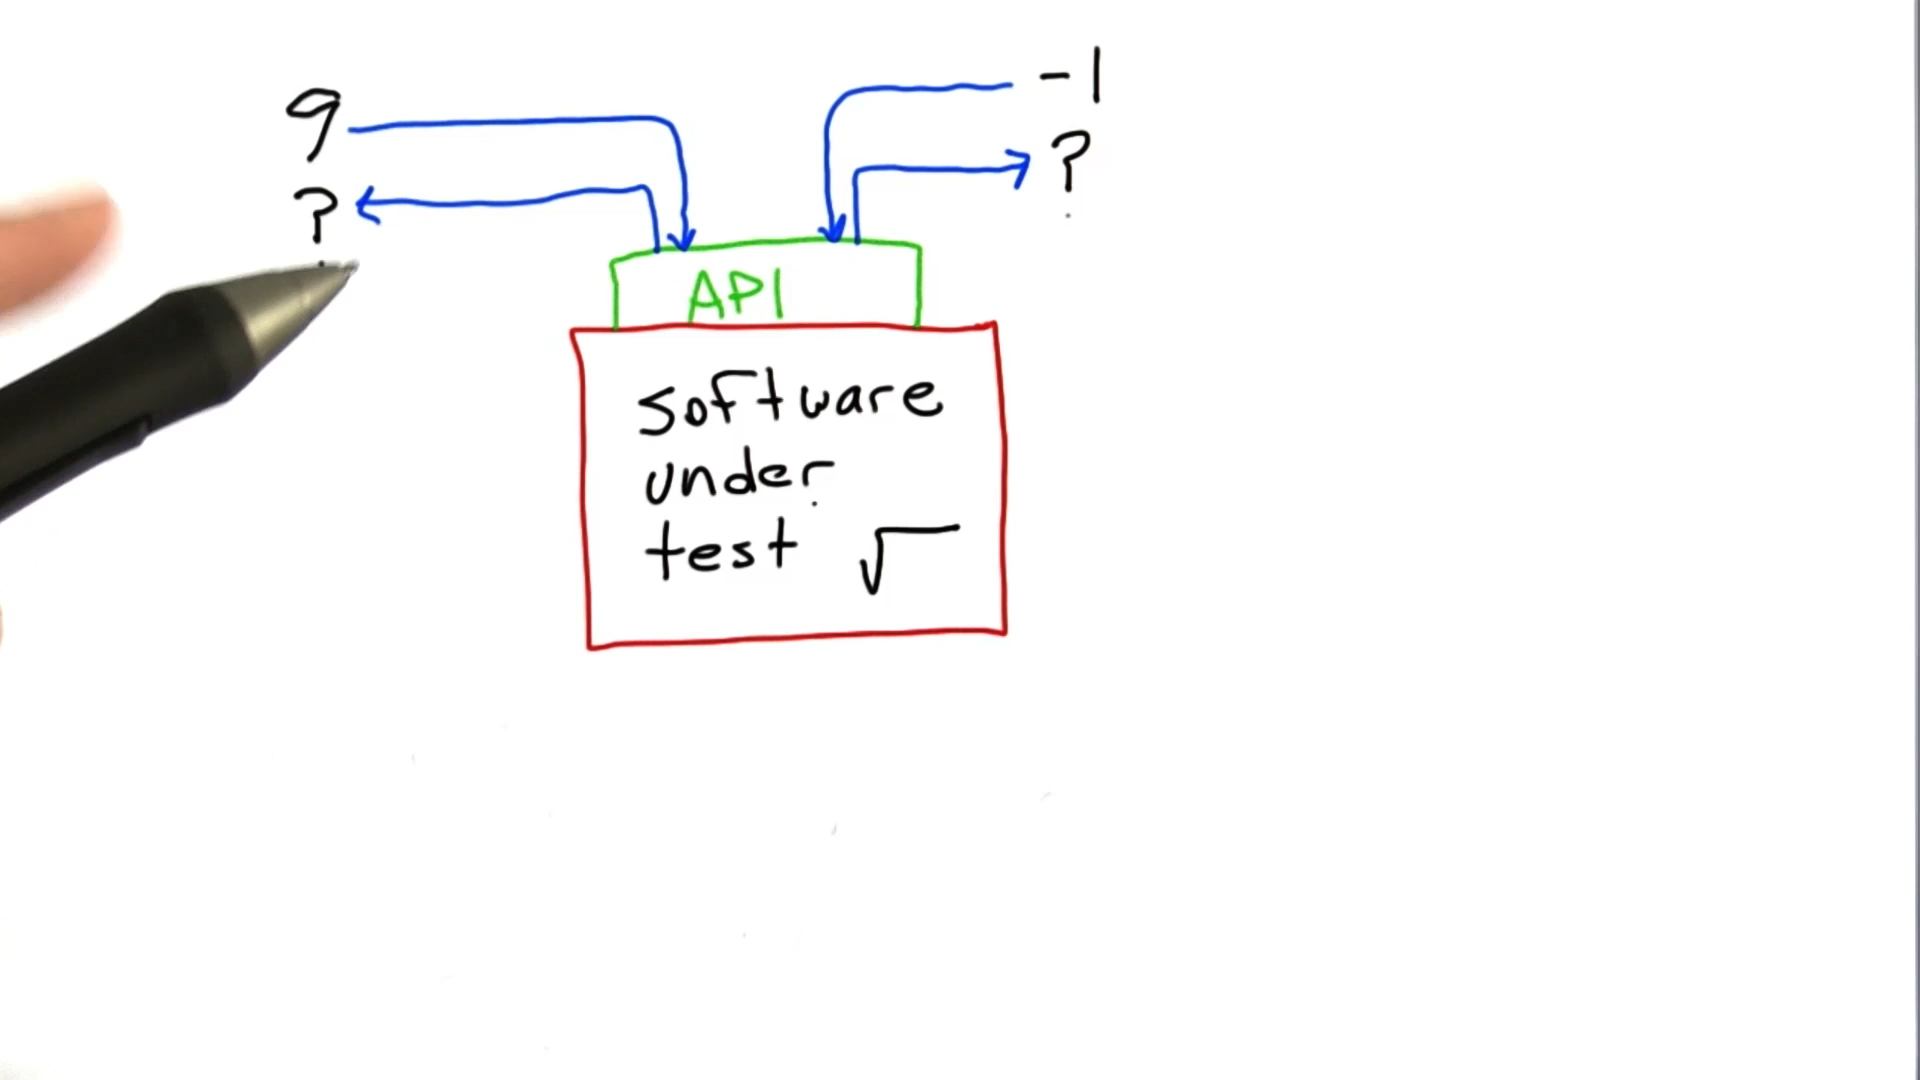 9
?
-1
?
API
software
under
test √